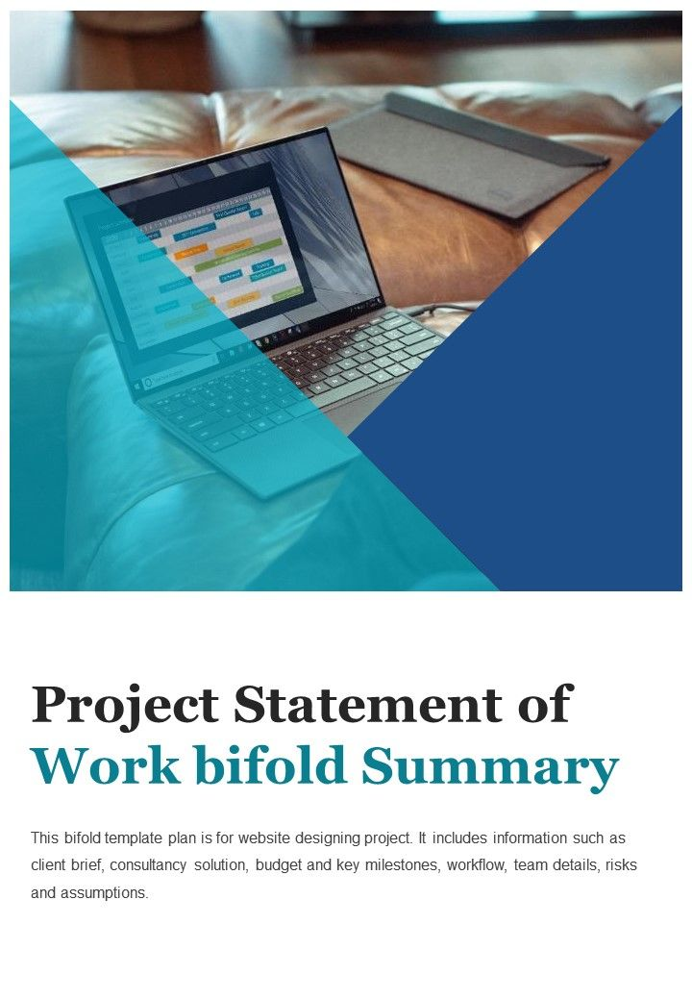 Project Statement of
Work bifold Summary
This bifold template plan is for website designing project. It includes information such as
client brief, consultancy solution, budget and key milestones, workflow, team details, risks
and assumptions.